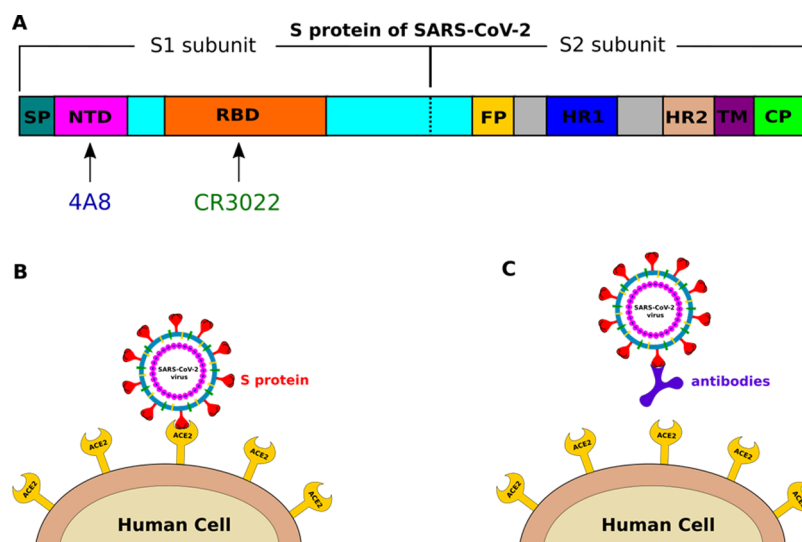 A
S protein of SARS-CoV-2
S1 subunit
S2 subunit
SP
NTD
RBD
FP
HR1
HR2
TM
CP
4A8
CR3022
B
SARS-CoV-2
virus
S protein
ACE2
ACE2
ACE2
ACE2
ACE2
Human Cell
C
SARS-CoV-2
virus
antibodies
ACE2
ACE2
ACE2
ACE2
ACE2
Human Cell